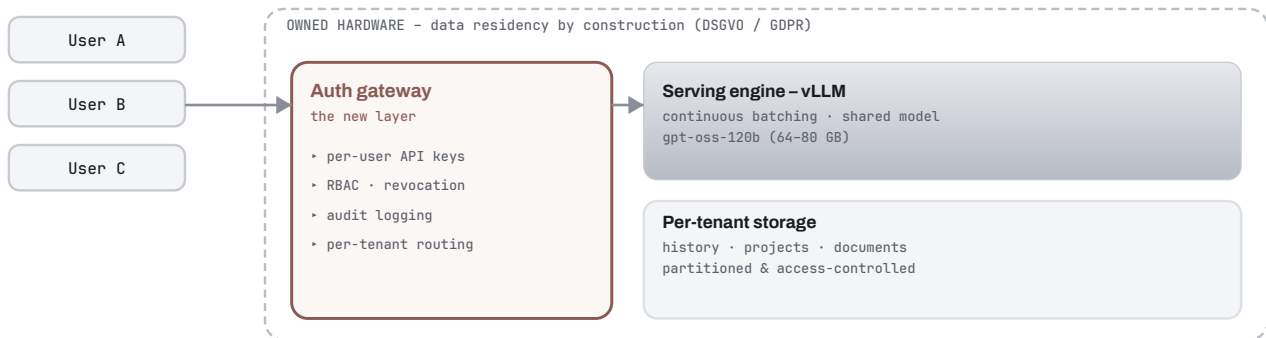 User A
User B
User C
OWNED HARDWARE – data residency by construction (DSGVO / GDPR)
Auth gateway
the new layer
‣ per-user API keys
‣ RBAC · revocation
‣ audit logging
‣ per-tenant routing
Serving engine – vLLM
continuous batching · shared model
gpt-oss-120b (64–80 GB)
Per-tenant storage
history · projects · documents
partitioned & access-controlled